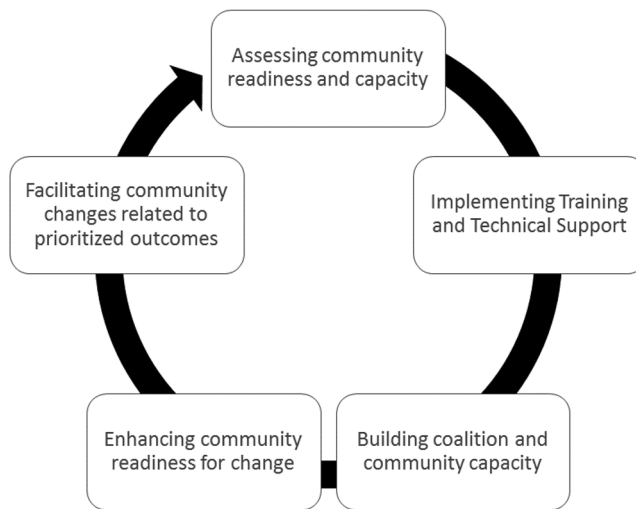 Assessing community
readiness and capacity
Implementing Training
and Technical Support
Building coalition and
community capacity
Enhancing community
readiness for change
Facilitating community
changes related to
prioritized outcomes